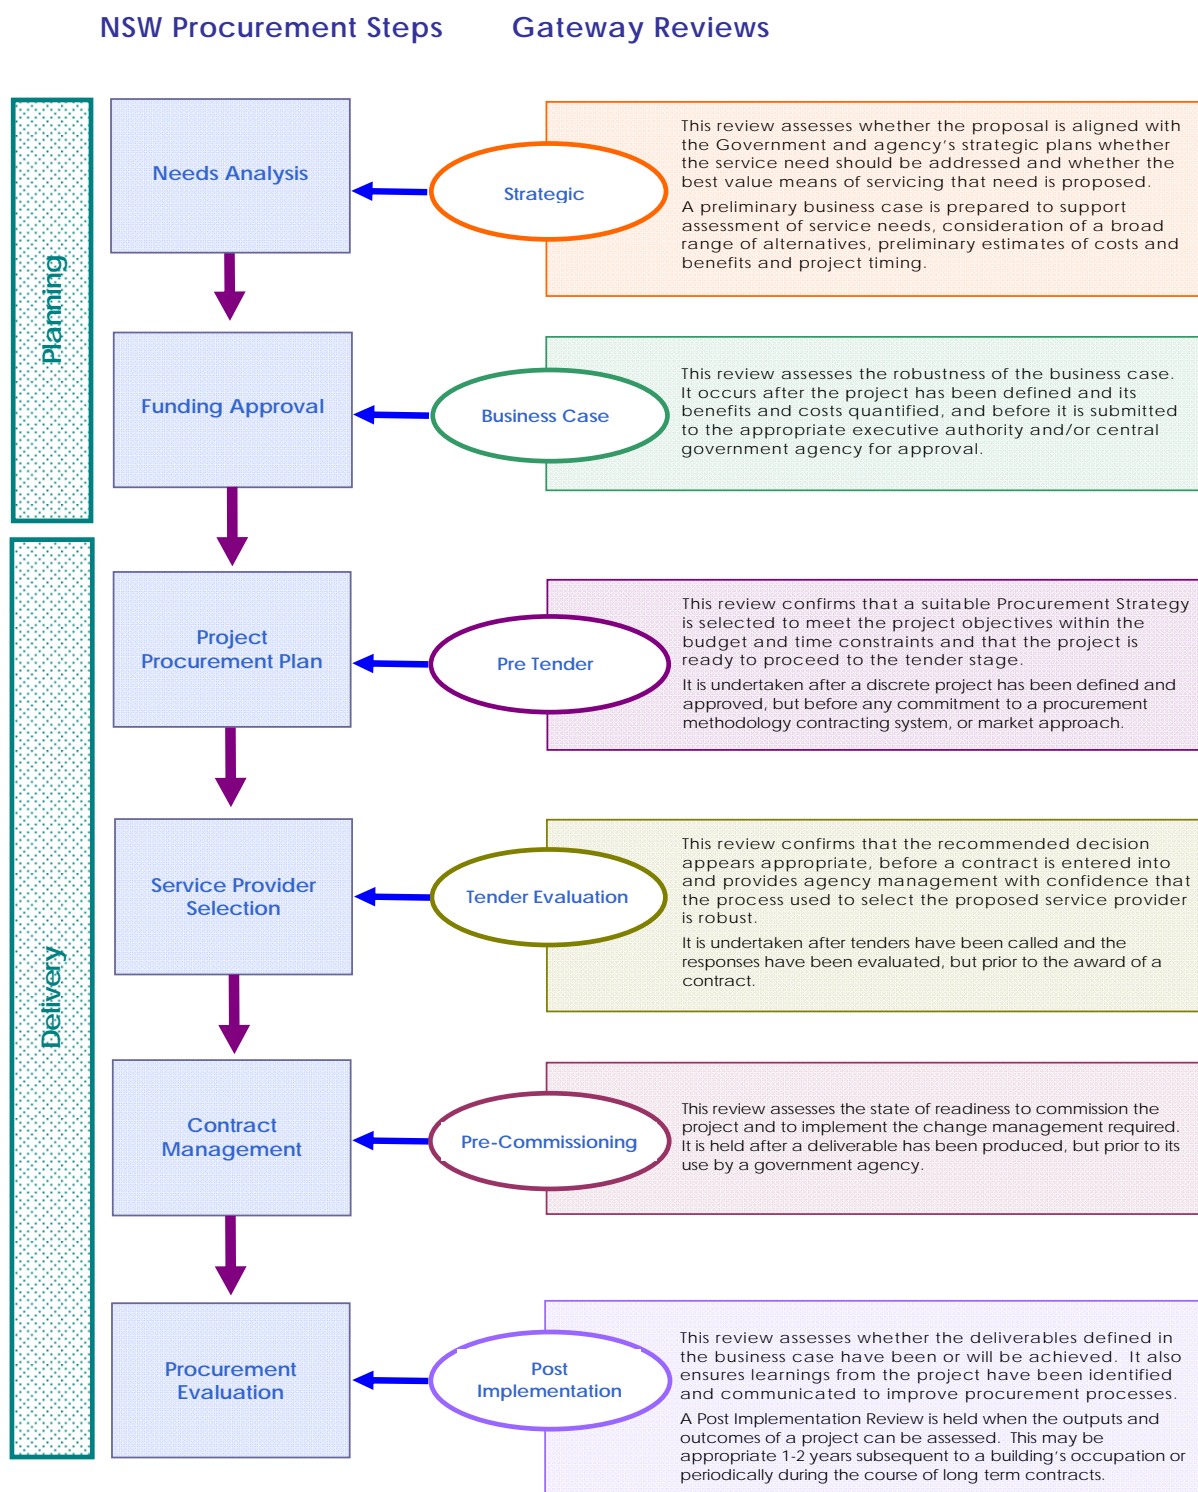 NSW Procurement Steps
Gateway Reviews
Planning
Needs Analysis
Strategic
This review assesses whether the proposal is aligned with
the Government and agency's strategic plans whether
the service need should be addressed and whether the
best value means of servicing that need is proposed.
A preliminary business case is prepared to support
assessment of service needs, consideration of a broad
range of alternatives, preliminary estimates of costs and
benefits and project timing.
Funding Approval
Business Case
This review assesses the robustness of the business case.
It occurs after the project has been defined and its
benefits and costs quantified, and before it is submitted
to the appropriate executive authority and/or central
government agency for approval.
Delivery
Project
Procurement Plan
Pre Tender
This review confirms that a suitable Procurement Strategy
is selected to meet the project objectives within the
budget and time constraints and that the project is
ready to proceed to the tender stage.
It is undertaken after a discrete project has been defined and
approved, but before any commitment to a procurement
methodology contracting system, or market approach.
Service Provider
Selection
Tender Evaluation
This review confirms that the recommended decision
appears appropriate, before a contract is entered into
and provides agency management with confidence that
the process used to select the proposed service provider
is robust.
It is undertaken after tenders have been called and the
responses have been evaluated, but prior to the award of a
contract.
Contract
Management
Pre-Commissioning
This review assesses the state of readiness to commission the
project and to implement the change management required.
It is held after a deliverable has been produced, but prior to its
use by a government agency.
Procurement
Evaluation
Post
Implementation
This review assesses whether the deliverables defined in
the business case have been or will be achieved. It also
ensures learnings from the project have been identified
and communicated to improve procurement processes.
A Post Implementation Review is held when the outputs and
outcomes of a project can be assessed. This may be
appropriate 1-2 years subsequent to a building's occupation or
periodically during the course of long term contracts.